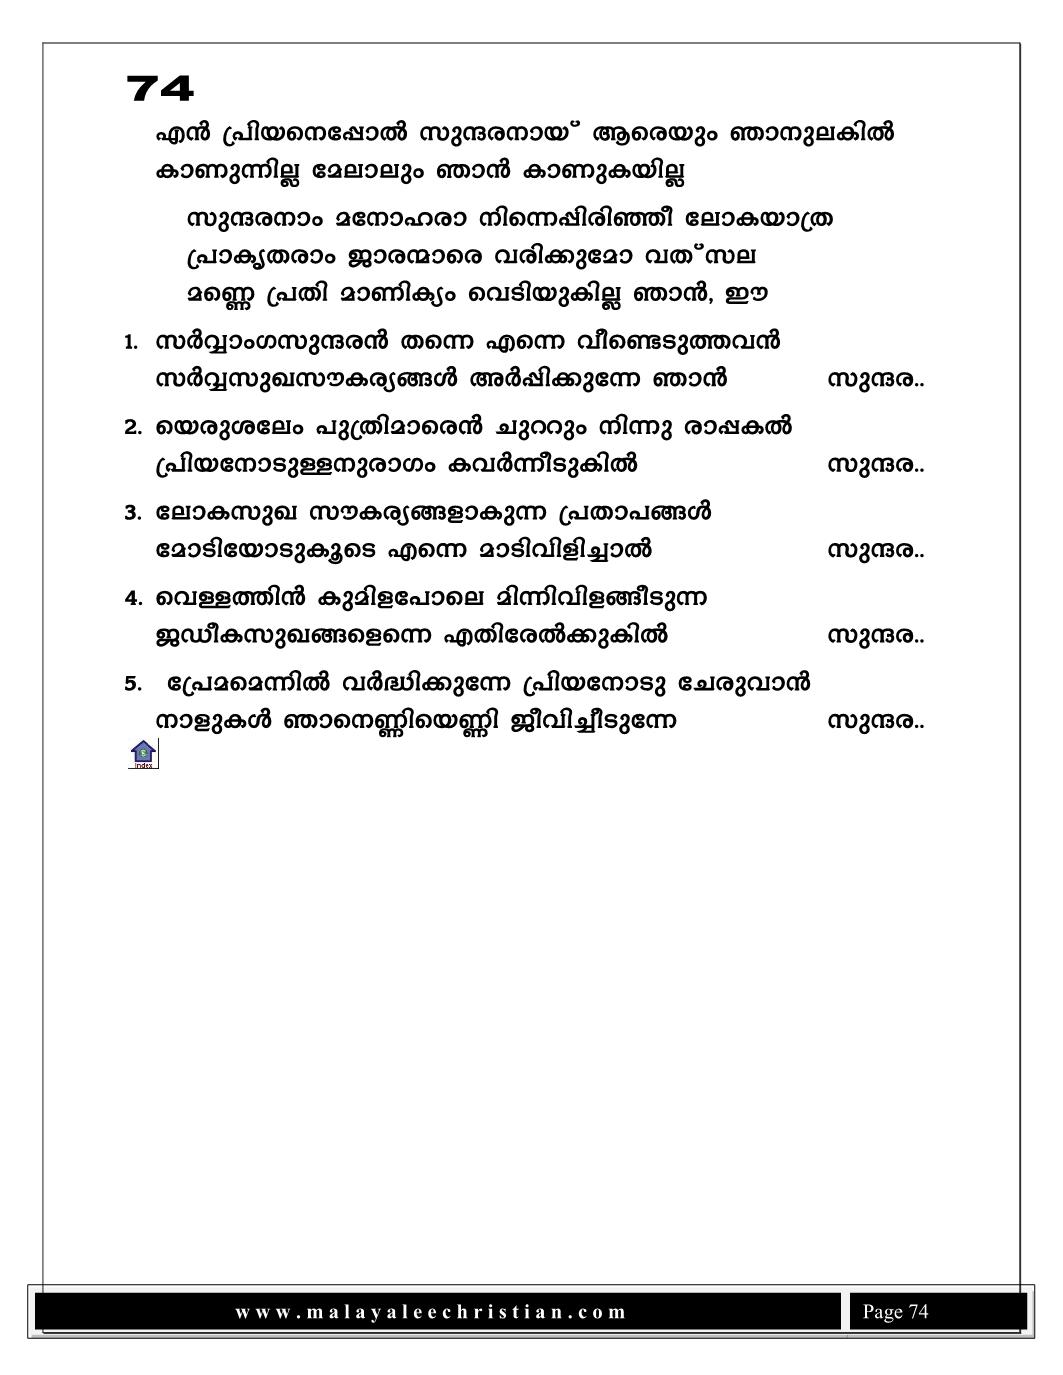 74
എൻ പ്രിയനെപ്പോൽ സുന്ദരനായ് ആരെയും ഞാനുലകിൽ
കാണുന്നില്ല മേലാലും ഞാൻ കാണുകയില്ല
സുന്ദരനാം മനോഹരാ നിന്നെപ്പിരിഞ്ഞീ ലോകയാത്ര
പ്രാകൃതരാം ജാരന്മാരെ വരിക്കുമോ വത്സല
മണ്ണെ പ്രതി മാണിക്യം വെടിയുകില്ല ഞാൻ, ഈ
1. സർവ്വാംഗസുന്ദരൻ തന്നെ എന്നെ വീണ്ടെടുത്തവൻ
സർവ്വസുഖസൗകര്യങ്ങൾ അർപ്പിക്കുന്നേ ഞാൻ സുന്ദര..
2. യെരുശലേം പുത്രിമാരെൻ ചുററും നിന്നു രാപ്പകൽ
പ്രിയനോടുള്ളനുരാഗം കവർന്നീടുകിൽ സുന്ദര..
3. ലോകസുഖ സൗകര്യങ്ങളാകുന്ന പ്രതാപങ്ങൾ
മോടിയോടുകൂടെ എന്നെ മാടിവിളിച്ചാൽ സുന്ദര..
4. വെള്ളത്തിൻ കുമിളപോലെ മിന്നിവിളങ്ങീടുന്ന
ജഡീകസുഖങ്ങളെന്നെ എതിരേൽക്കുകിൽ സുന്ദര..
5. പ്രേമമെന്നിൽ വർദ്ധിക്കുന്നേ പ്രിയനോടു ചേരുവാൻ
നാളുകൾ ഞാനെണ്ണിയെണ്ണി ജീവിച്ചീടുന്നേ സുന്ദര..
Index
www.malayaleechristian.com Page 74